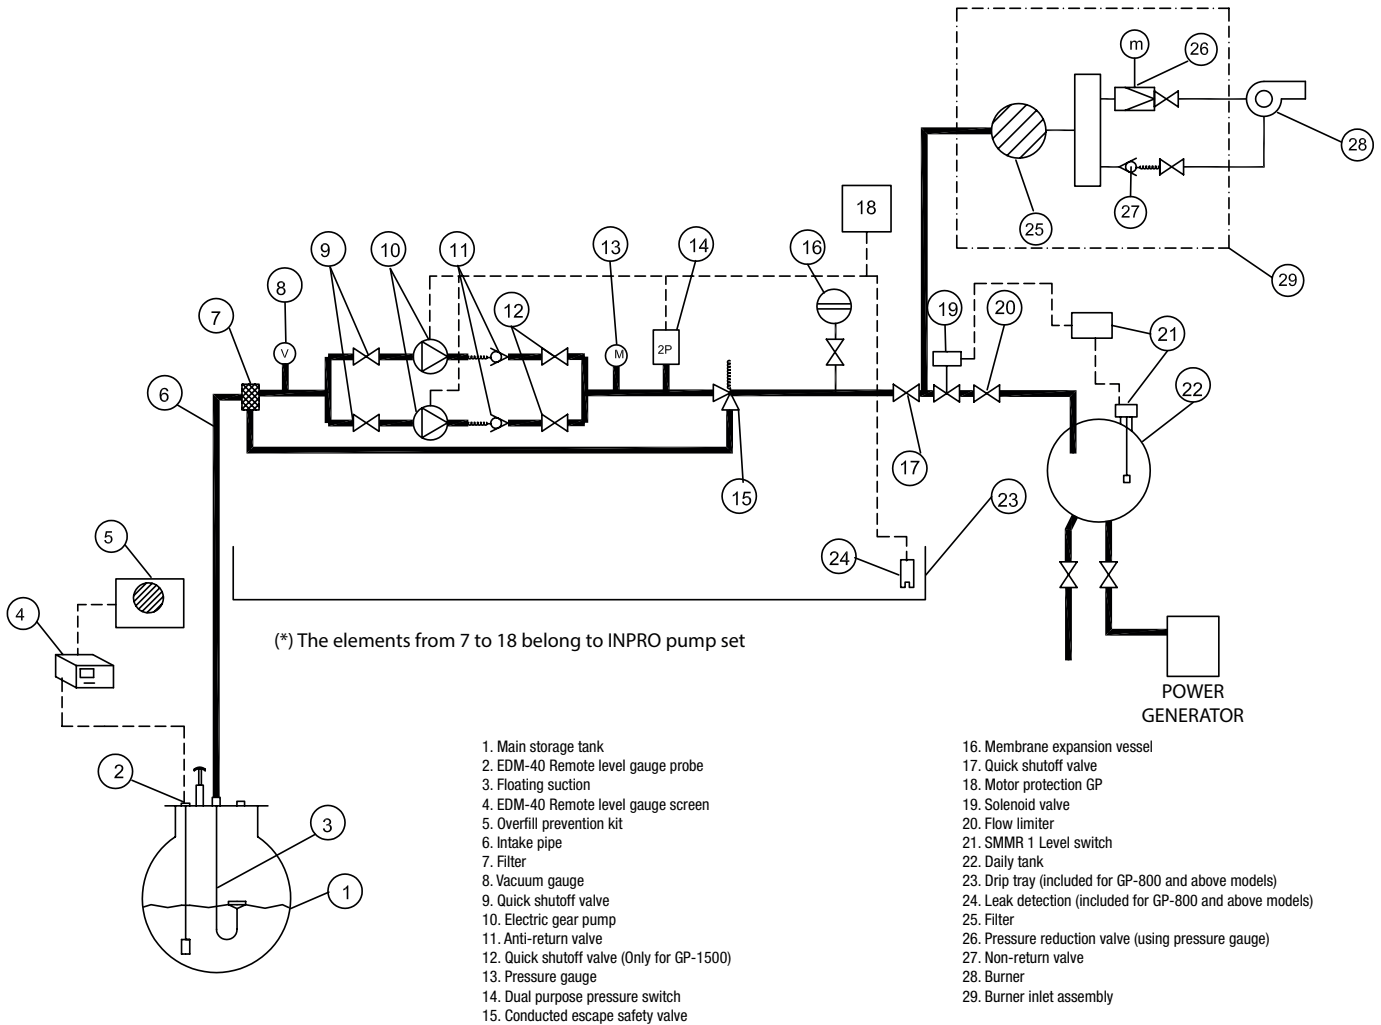 m
26
28
25
27
29
18
16
19
20
21
22
17
8
9
10
11
12
13
14
7
6
V
M
2P
15
23
24
5
4
(*) The elements from 7 to 18 belong to INPRO pump set
POWER
GENERATOR
2
3
1
1. Main storage tank
2. EDM-40 Remote level gauge probe
3. Floating suction
4. EDM-40 Remote level gauge screen
5. Overfill prevention kit
6. Intake pipe
7. Filter
8. Vacuum gauge
9. Quick shutoff valve
10. Electric gear pump
11. Anti-return valve
12. Quick shutoff valve (Only for GP-1500)
13. Pressure gauge
14. Dual purpose pressure switch
15. Conducted escape safety valve
16. Membrane expansion vessel
17. Quick shutoff valve
18. Motor protection GP
19. Solenoid valve
20. Flow limiter
21. SMMR 1 Level switch
22. Daily tank
23. Drip tray (included for GP-800 and above models)
24. Leak detection (included for GP-800 and above models)
25. Filter
26. Pressure reduction valve (using pressure gauge)
27. Non-return valve
28. Burner
29. Burner inlet assembly